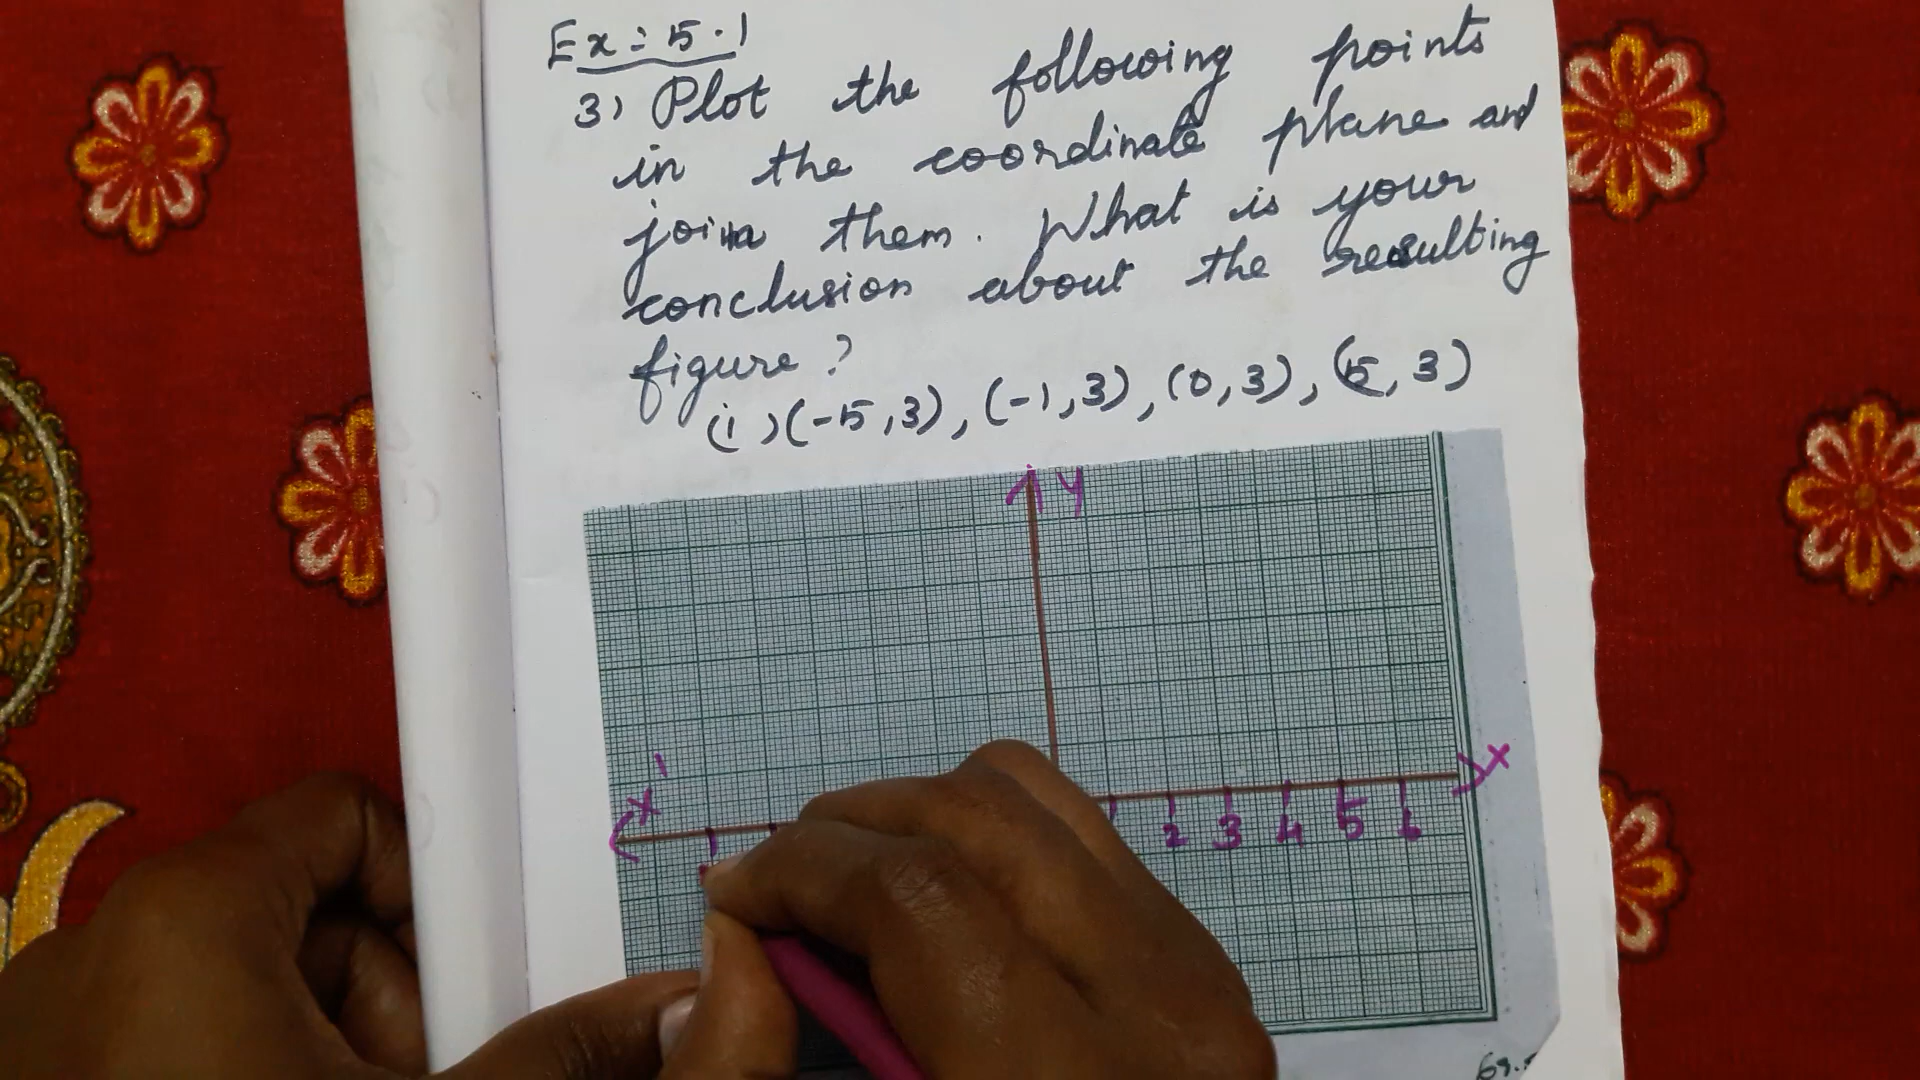 Ex: 5.1
3) Plot the following points
in the coordinate plane and
join them. What is your
conclusion about the resulting
figure?
(i) (-5,3), (-1,3), (0,3), (5,3)
Y
X'
X
2 3 4 5 6